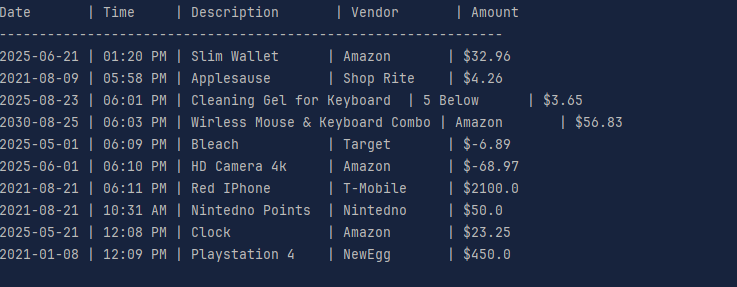 Date       | Time     | Description       | Vendor       | Amount
---------------------------------------------------------------
2025-06-21 | 01:20 PM | Slim Wallet      | Amazon       | $32.96
2021-08-09 | 05:58 PM | Applesause       | Shop Rite    | $4.26
2025-08-23 | 06:01 PM | Cleaning Gel for Keyboard  | 5 Below      | $3.65
2030-08-25 | 06:03 PM | Wirless Mouse & Keyboard Combo | Amazon       | $56.83
2025-05-01 | 06:09 PM | Bleach           | Target       | $-6.89
2025-06-01 | 06:10 PM | HD Camera 4k     | Amazon       | $-68.97
2021-08-21 | 06:11 PM | Red IPhone       | T-Mobile     | $2100.0
2021-08-21 | 10:31 AM | Nintedno Points  | Nintedno     | $50.0
2025-05-21 | 12:08 PM | Clock            | Amazon       | $23.25
2021-01-08 | 12:09 PM | Playstation 4    | NewEgg       | $450.0